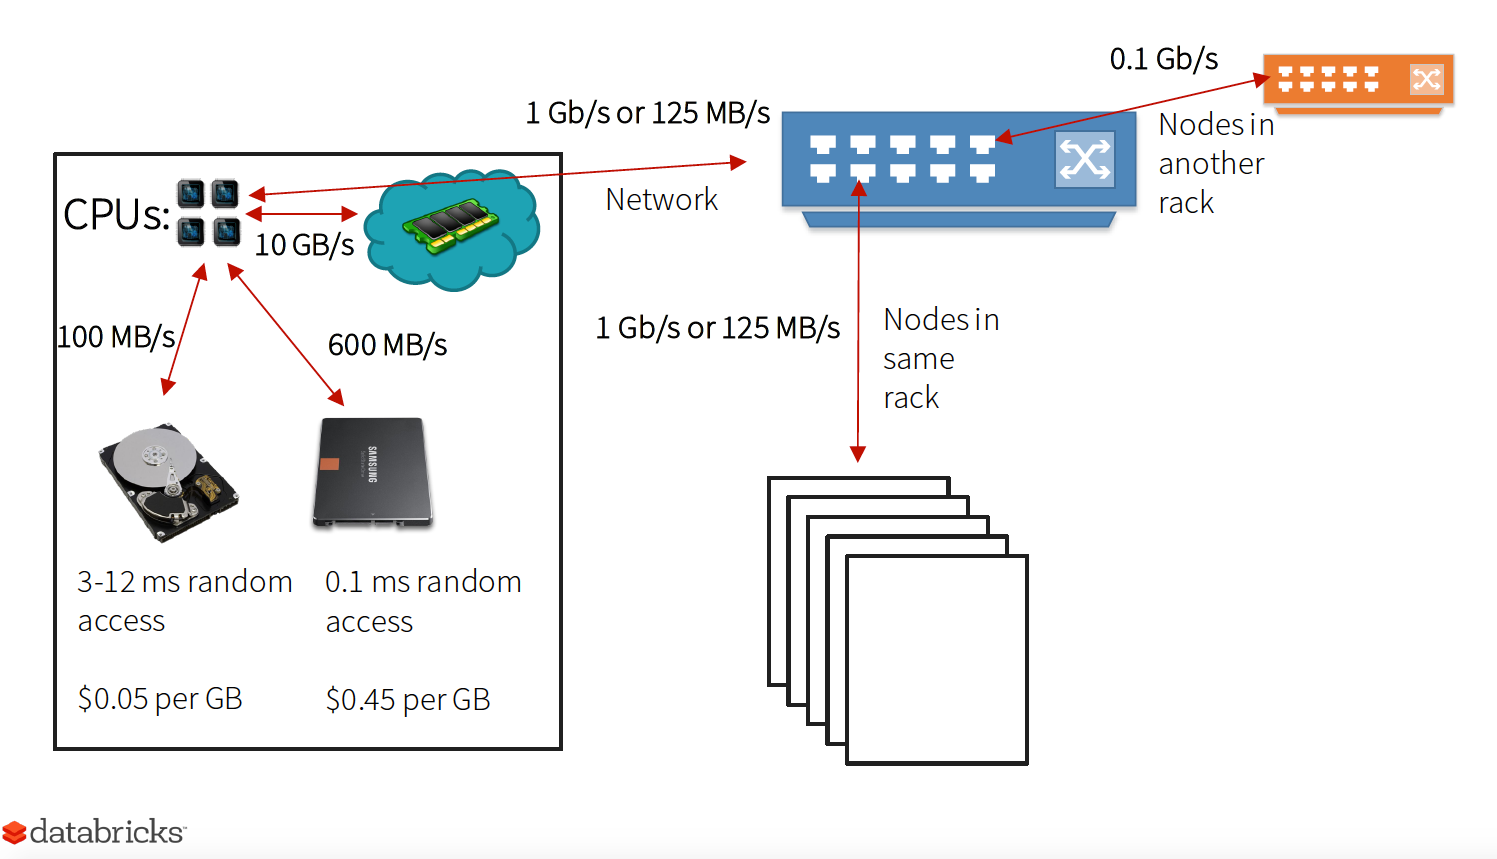 0.1 Gb/s
1 Gb/s or 125 MB/s
Nodes in
another
rack
Network
CPUs:
10 GB/s
100 MB/s
600 MB/s
1 Gb/s or 125 MB/s
Nodes in
same
rack
SAMSUNG
3-12 ms random
access
0.1 ms random
access
$0.05 per GB
$0.45 per GB
databricks